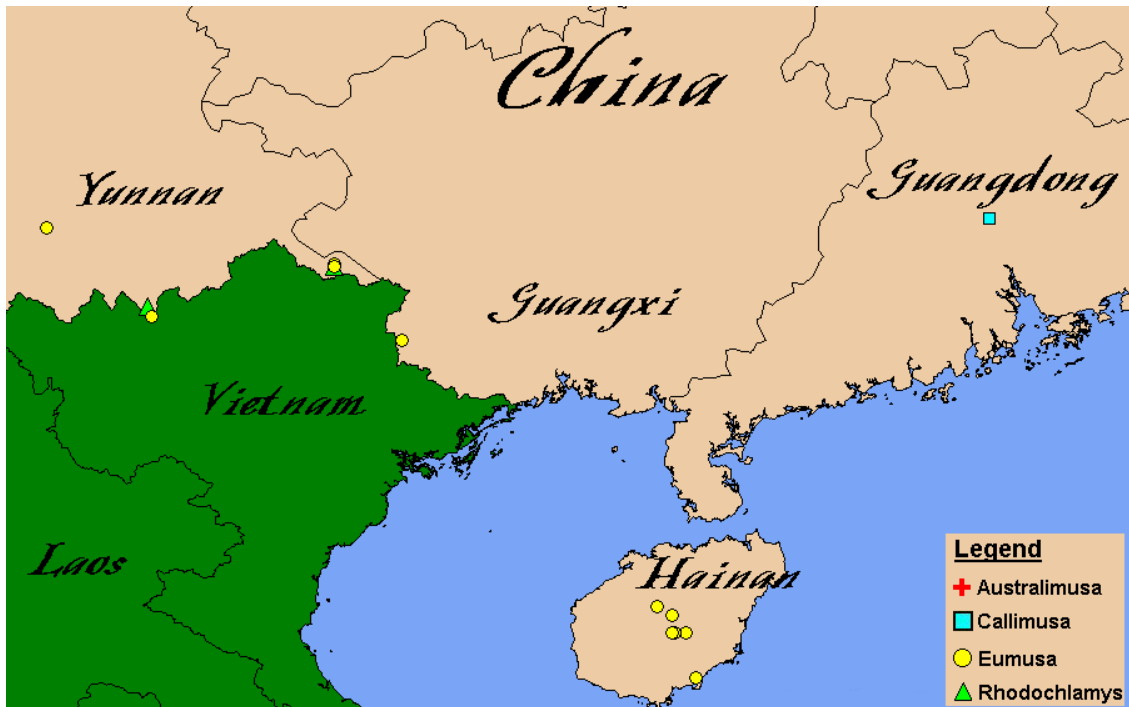 China
Yunnan
Guangdong
Guangxi
Vietnam
Laos
Hainan
Legend
Australimusa
Callimusa
Eumusa
Rhodochlamys